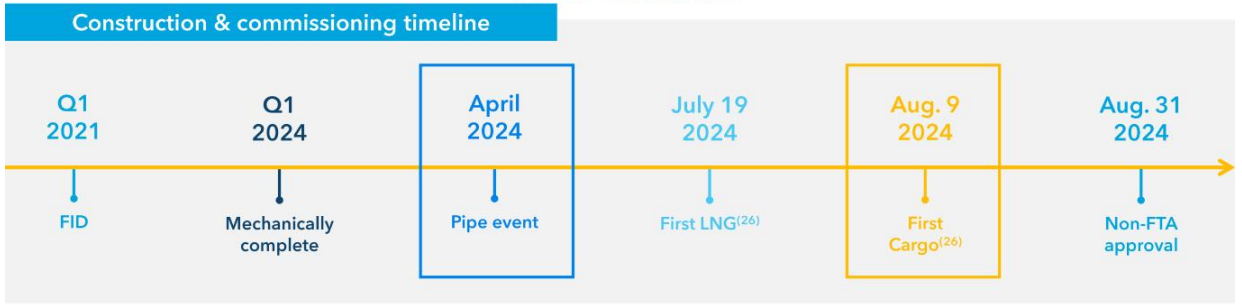 Construction & commissioning timeline
Q1
2021
Q1
2024
April
2024
July 19
2024
Aug. 9
2024
Aug. 31
2024
FID
Mechanically
complete
Pipe event
First LNG(26)
First
Cargo(26)
Non-FTA
approval